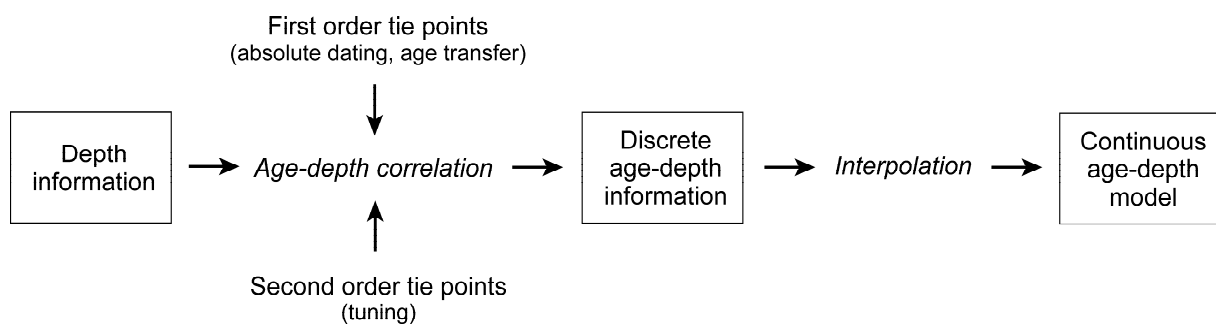 First order tie points
(absolute dating, age transfer)
Depth
information
Age-depth correlation
Discrete
age-depth
information
Interpolation
Continuous
age-depth
model
Second order tie points
(tuning)